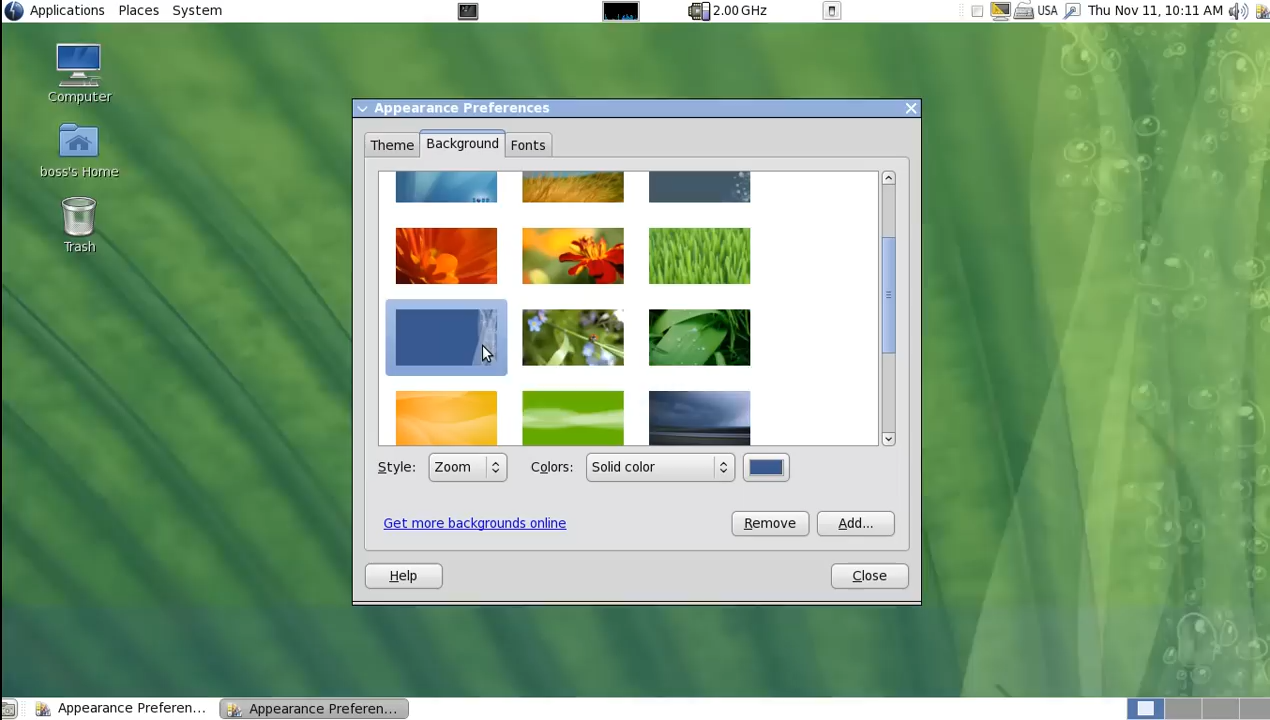 Applications Places System 2.00 GHz USA Thu Nov 11, 10:11 AM
Computer
boss's Home
Trash
Appearance Preferences
Theme Background Fonts
Style: Zoom Colors: Solid color
Get more backgrounds online Remove Add...
Help Close
Appearance Preferen... Appearance Preferen...